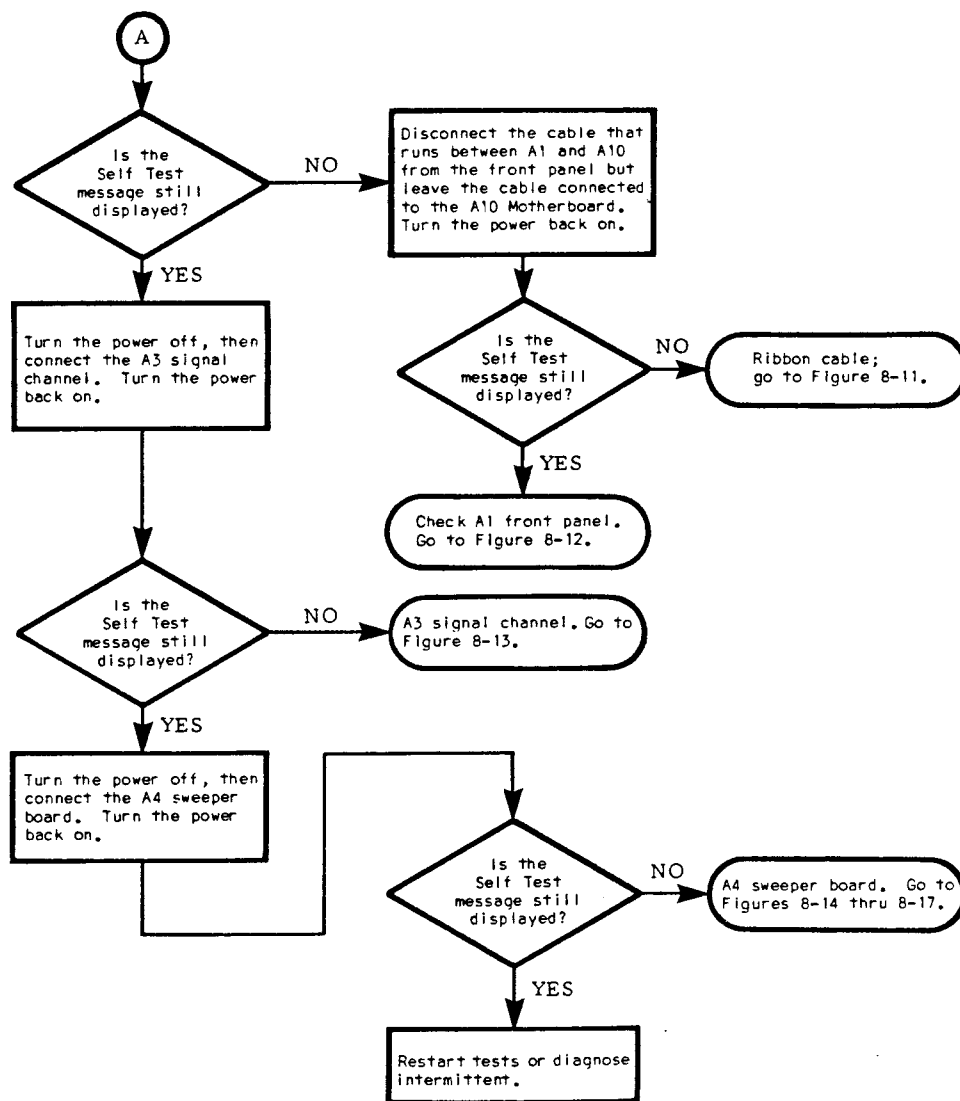 A
Is the
Self Test
message still
displayed?
NO
Disconnect the cable that
runs between A1 and A10
from the front panel but
leave the cable connected
to the A10 Motherboard.
Turn the power back on.
YES
Turn the power off, then
connect the A3 signal
channel. Turn the power
back on.
Is the
Self Test
message still
displayed?
NO
Ribbon cable;
go to Figure 8-11.
YES
Check A1 front panel.
Go to Figure 8-12.
Is the
Self Test
message still
displayed?
NO
A3 signal channel. Go to
Figure 8-13.
YES
Turn the power off, then
connect the A4 sweeper
board. Turn the power
back on.
Is the
Self Test
message still
displayed?
NO
A4 sweeper board. Go to
Figures 8-14 thru 8-17.
YES
Restart tests or diagnose
intermittent.